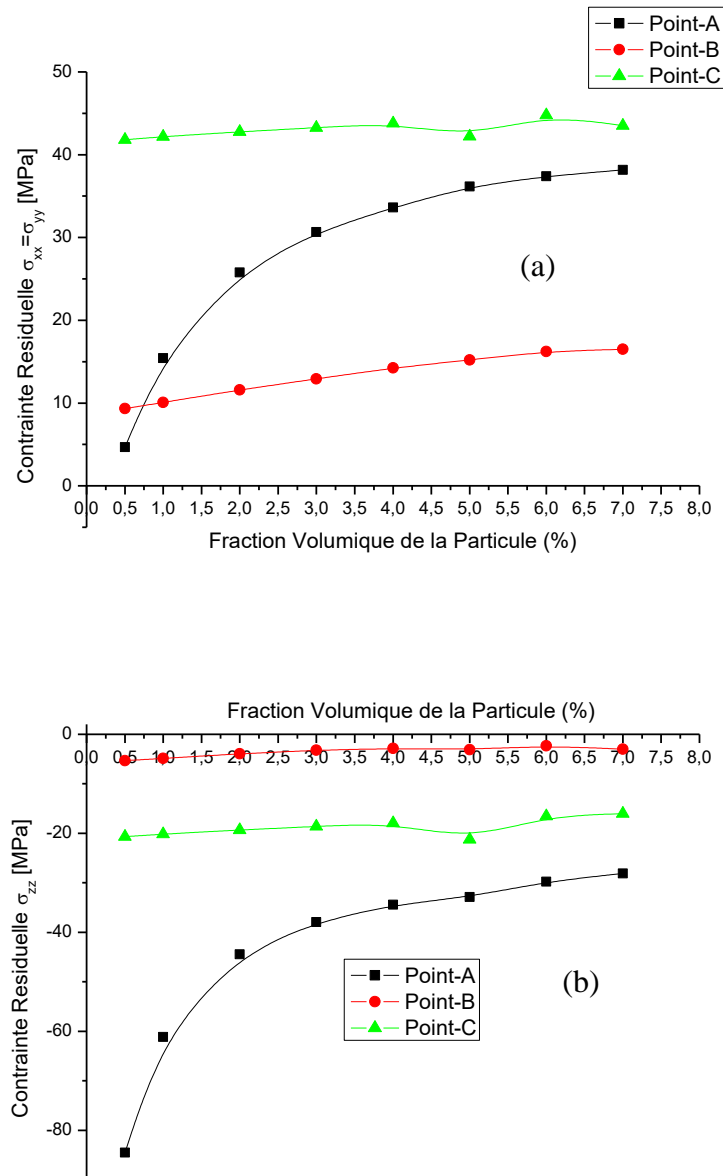 Point-A
Point-B
Point-C
50
40
30
20
10
0
Contrainte Residuelle σxx=σyy [MPa]
(a)
0,0 0,5 1,0 1,5 2,0 2,5 3,0 3,5 4,0 4,5 5,0 5,5 6,0 6,5 7,0 7,5 8,0
Fraction Volumique de la Particule (%)
Fraction Volumique de la Particule (%)
0
0,0 0,5 1,0 1,5 2,0 2,5 3,0 3,5 4,0 4,5 5,0 5,5 6,0 6,5 7,0 7,5 8,0
-20
-40
-60
-80
Contrainte Residuelle σzz [MPa]
Point-A
Point-B
Point-C
(b)